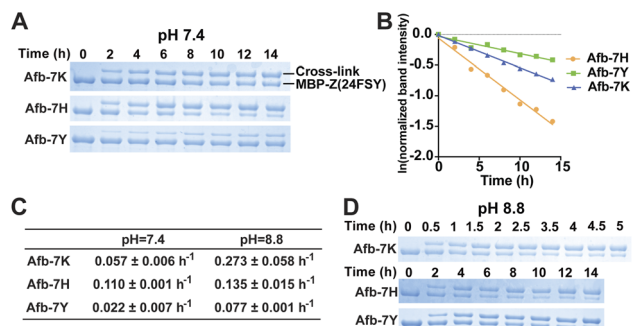 A
pH 7.4
Time (h) 0 2 4 6 8 10 12 14
Afb-7K
Cross-link
MBP-Z(24FSY)
Afb-7H
Afb-7Y
B
ln(normalized band intensity)
0.0
-0.5
-1.0
-1.5
-2.0
0 5 10 15
Time (h)
Afb-7H
Afb-7Y
Afb-7K
C
pH=7.4 pH=8.8
Afb-7K 0.057 ± 0.006 h-1 0.273 ± 0.058 h-1
Afb-7H 0.110 ± 0.001 h-1 0.135 ± 0.015 h-1
Afb-7Y 0.022 ± 0.007 h-1 0.077 ± 0.001 h-1
D
pH 8.8
Time (h) 0 0.5 1 1.5 2 2.5 3.5 4 4.5 5
Afb-7K
Time (h) 0 2 4 6 8 10 12 14
Afb-7H
Afb-7Y